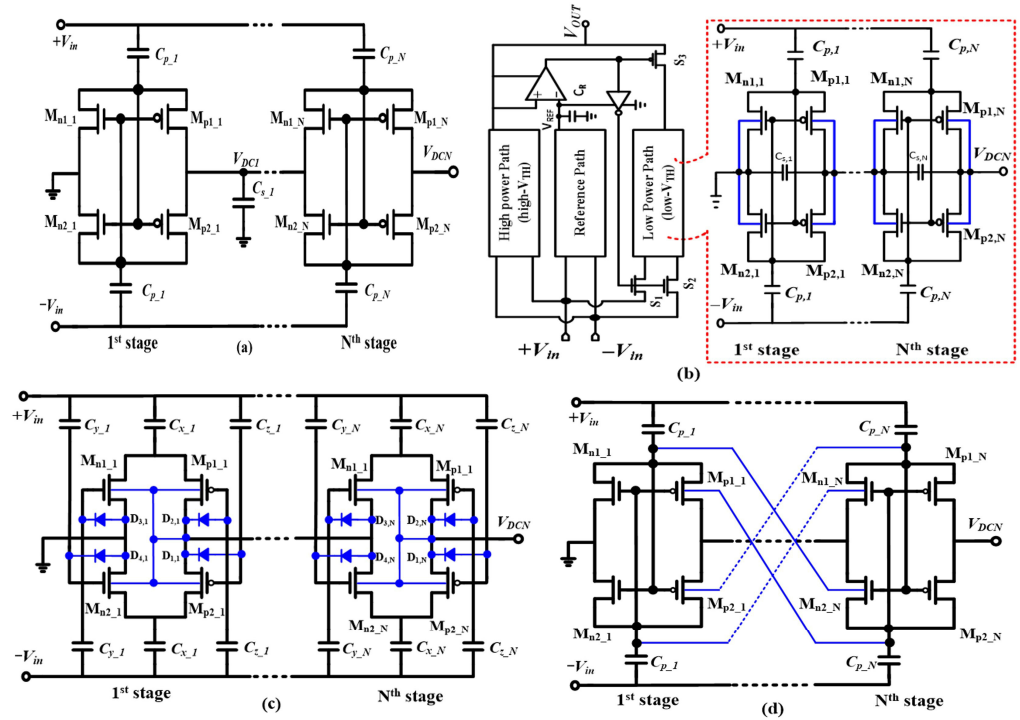 +Vin
Cp_1
Cp_N
Mn1_1
Mp1_1
Mn1_N
Mp1_N
VDC1
VDCN
Cs_1
Mn2_1
Mp2_1
Mn2_N
Mp2_N
Cp_1
Cp_N
−Vin
1st stage
(a)
Nth stage
VOUT
S3
CR
+
−
VREF
High power Path
(high-VTH)
Reference Path
Low Power Path
(low-VTH)
S1
S2
+Vin
−Vin
(b)
+Vin
Cp,1
Cp,N
Mn1,1
Mp1,1
Mn1,N
Mp1,N
Cs,1
Cs,N
VDCN
Mn2,1
Mp2,1
Mn2,N
Mp2,N
Cp,1
Cp,N
−Vin
1st stage
Nth stage
+Vin
Cy_1
Cx_1
Cz_1
Cy_N
Cx_N
Cz_N
Mn1_1
Mp1_1
Mn1_1
Mp1_1
D3,1
D2,1
D3,N
D2,N
VDCN
D4,1
D1,1
D4,N
D1,N
Mn2_1
Mp2_1
Mn2_N
Mp2_N
Cy_1
Cx_1
Cz_1
Cy_N
Cx_N
Cz_N
−Vin
1st stage
(c)
Nth stage
+Vin
Cp_1
Cp_N
Mn1_1
Mp1_1
Mn1_N
Mp1_N
VDCN
Mp2_1
Mn2_N
Mn2_1
Mp2_N
Cp_1
Cp_N
−Vin
1st stage
(d)
Nth stage